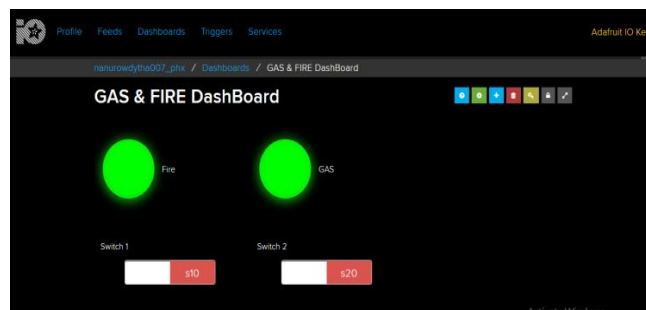 iO
Profile Feeds Dashboards Triggers Services Adafruit IO Ke
nanurowdytha007_phx / Dashboards / GAS & FIRE DashBoard
GAS & FIRE DashBoard
Fire GAS
Switch 1 Switch 2
s10 s20